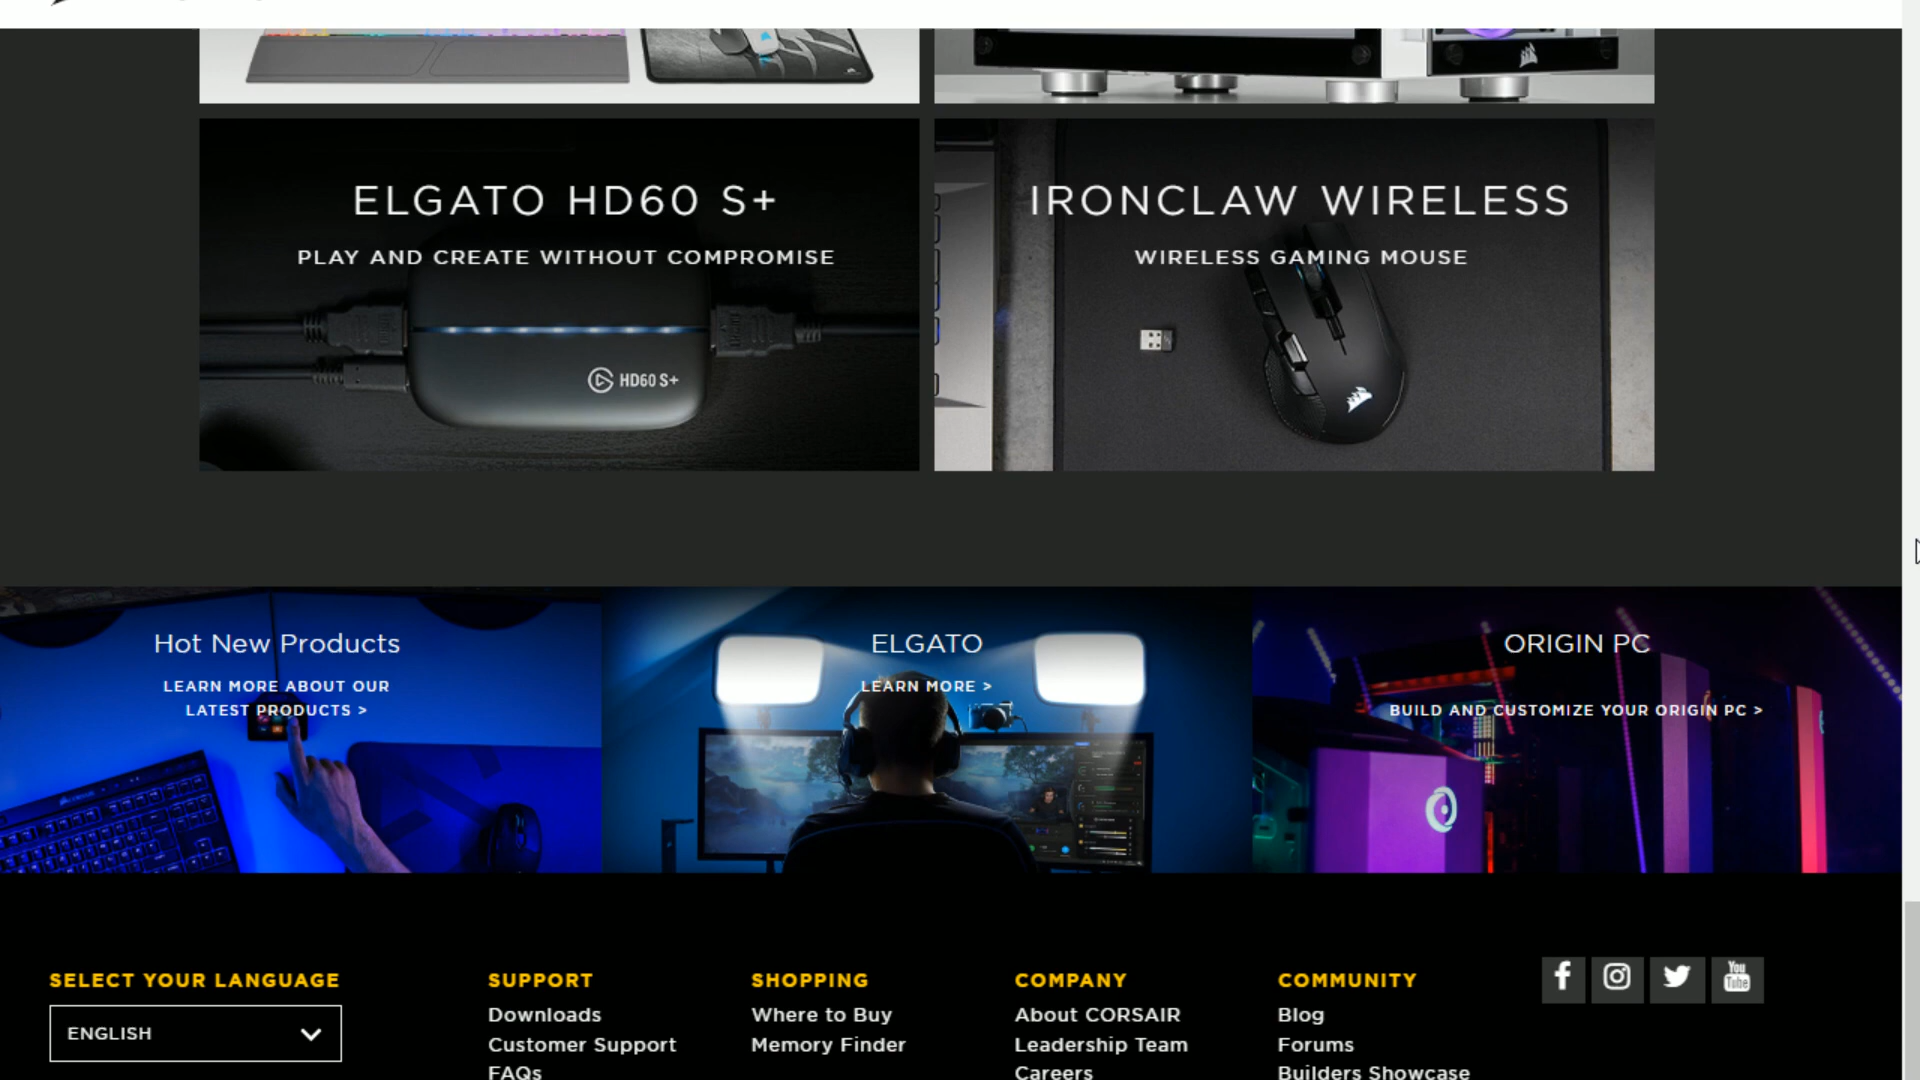 ELGATO HD60 S+
PLAY AND CREATE WITHOUT COMPROMISE
HD60 S+
IRONCLAW WIRELESS
WIRELESS GAMING MOUSE
Hot New Products
LEARN MORE ABOUT OUR
LATEST PRODUCTS >
ELGATO
LEARN MORE >
ORIGIN PC
BUILD AND CUSTOMIZE YOUR ORIGIN PC >
SELECT YOUR LANGUAGE
ENGLISH
SUPPORT
Downloads
Customer Support
FAQs
SHOPPING
Where to Buy
Memory Finder
COMPANY
About CORSAIR
Leadership Team
Careers
COMMUNITY
Blog
Forums
Builders Showcase
You
Tube